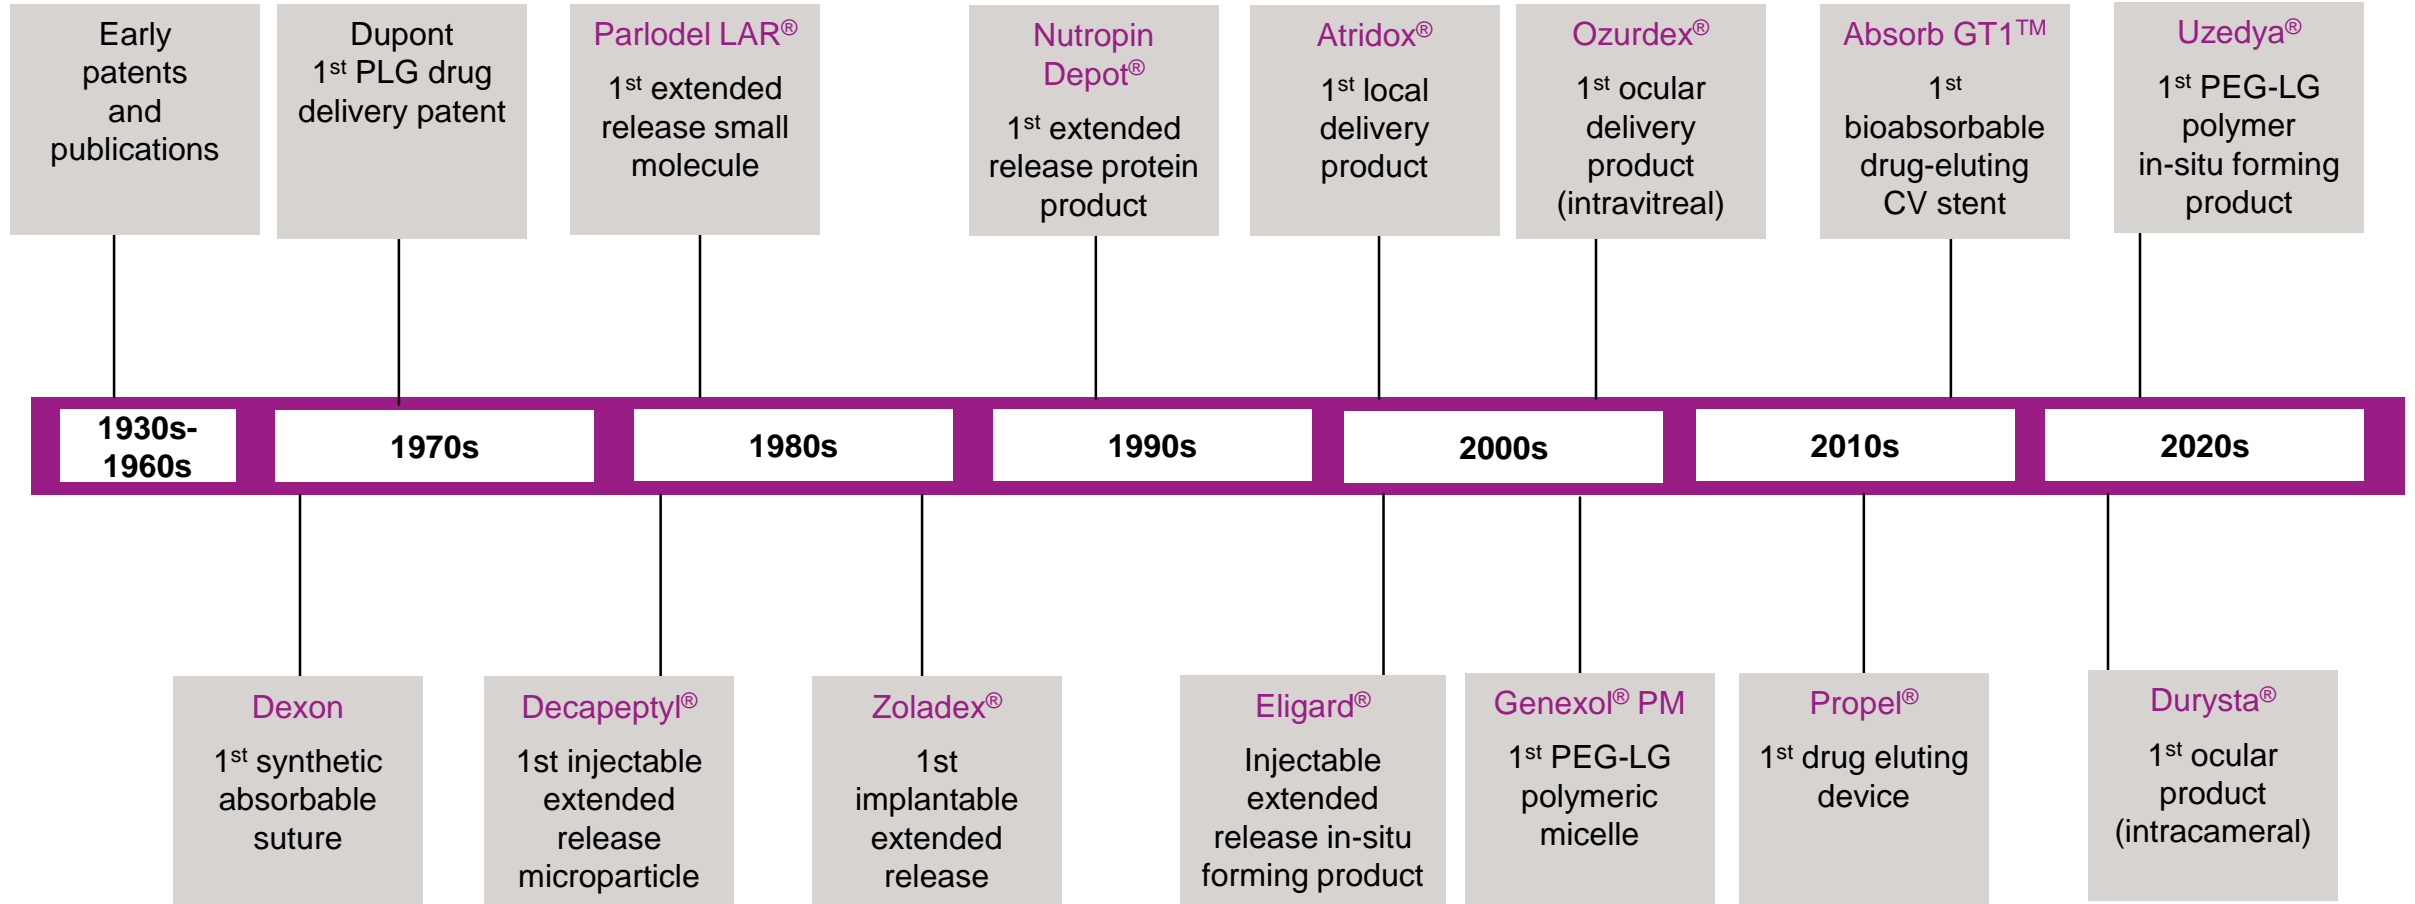 Early
patents
and
publications
Dupont
1st PLG drug
delivery patent
Parlodel LAR®
1st extended
release small
molecule
Nutropin
Depot®
1st extended
release protein
product
Atridox®
1st local
delivery
product
Ozurdex®
1st ocular
delivery
product
(intravitreal)
Absorb GT1™
1st
bioabsorbable
drug-eluting
CV stent
Uzedya®
1st PEG-LG
polymer
in-situ forming
product
1930s-
1960s
1970s
1980s
1990s
2000s
2010s
2020s
Dexon
1st synthetic
absorbable
suture
Decapeptyl®
1st injectable
extended
release
microparticle
Zoladex®
1st
implantable
extended
release
Eligard®
Injectable
extended
release in-situ
forming product
Genexol® PM
1st PEG-LG
polymeric
micelle
Propel®
1st drug eluting
device
Durysta®
1st ocular
product
(intracameral)